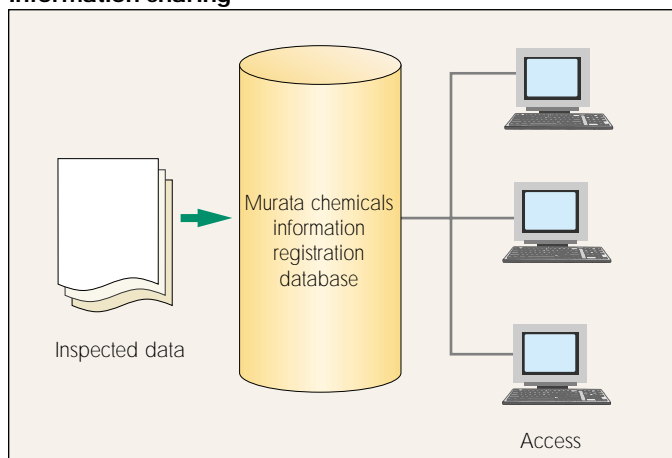 Information sharing
Inspected data
Murata chemicals
information
registration
database
Access